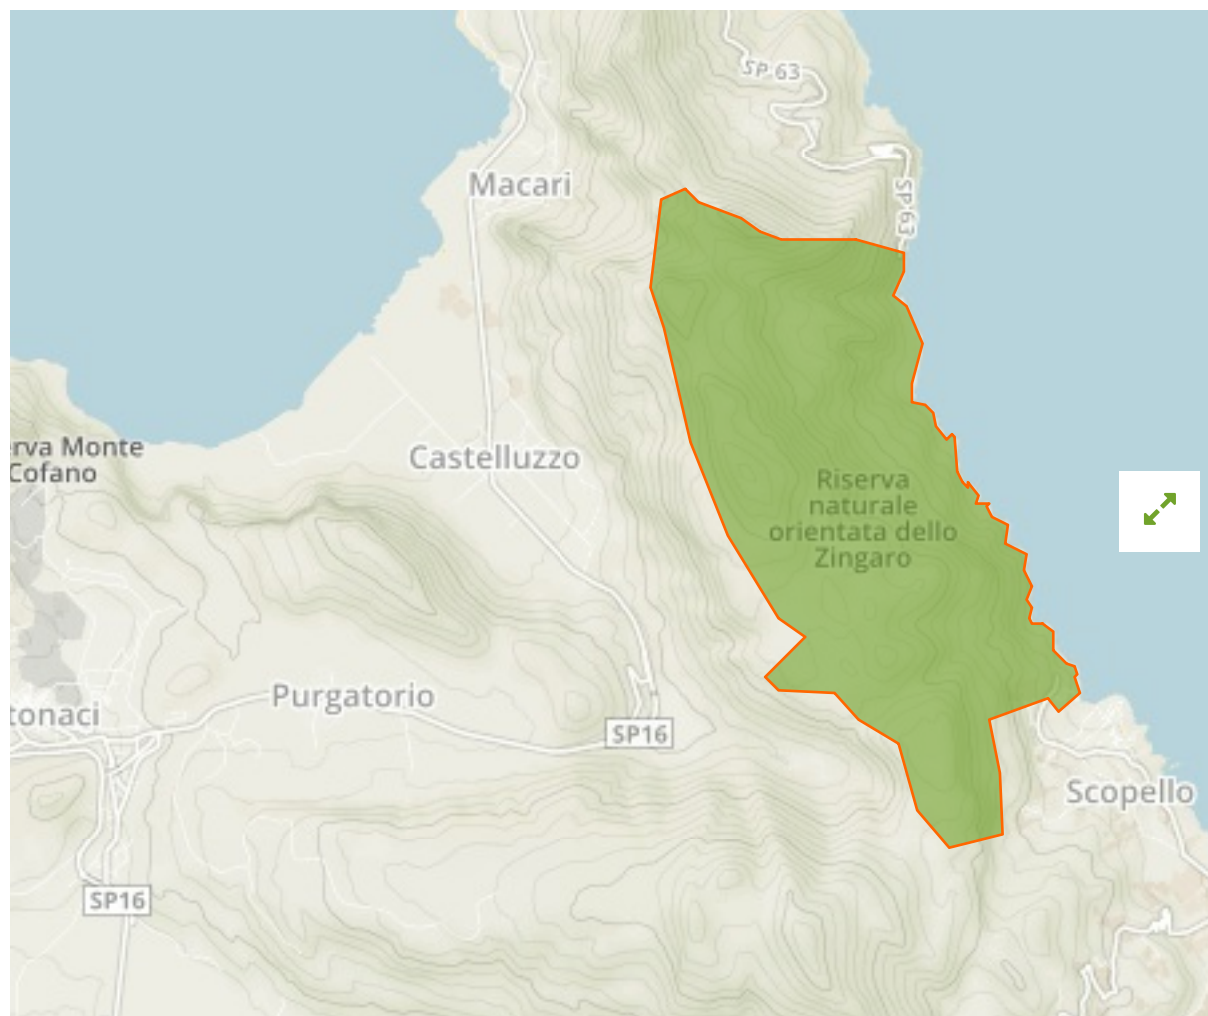 SP 63
Macari
SP 63
rva Monte
Cofano
Castelluzzo
Riserva
naturale
orientata dello
Zingaro
Purgatorio
tonaci
SP16
Scopello
SP16